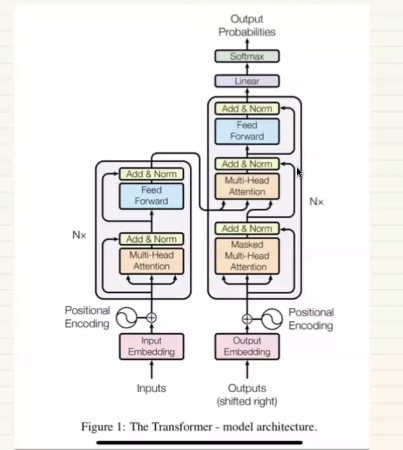 Output
Probabilities
Softmax
Linear
Add & Norm
Feed
Forward
Add & Norm
Multi-Head
Attention
Nx
Add & Norm
Masked
Multi-Head
Attention
Add & Norm
Feed
Forward
Nx
Add & Norm
Multi-Head
Attention
Positional
Encoding
Positional
Encoding
Input
Embedding
Output
Embedding
Inputs
Outputs
(shifted right)
Figure 1: The Transformer - model architecture.